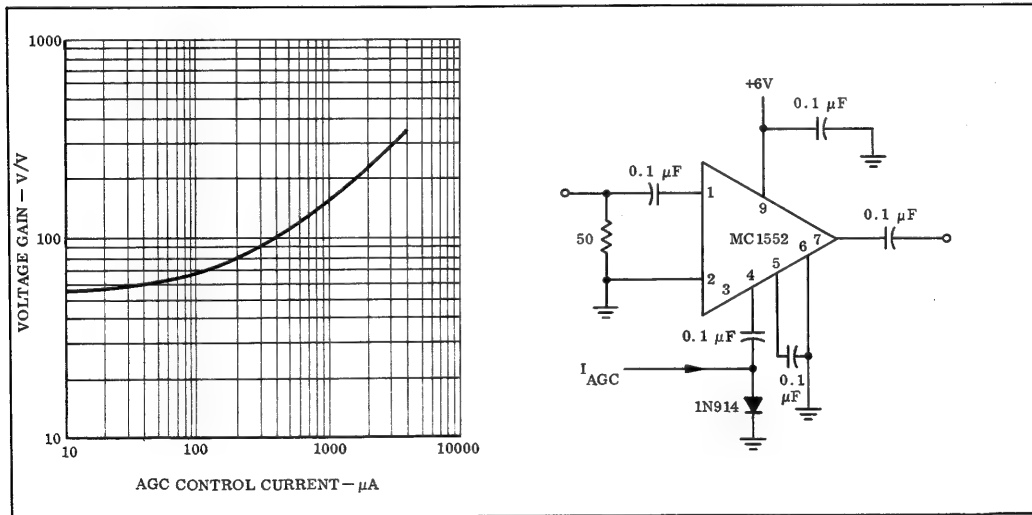 1000
100
10
VOLTAGE GAIN – V/V
10
100
1000
10000
AGC CONTROL CURRENT – μA
+6V
0.1 μF
0.1 μF
1
9
0.1 μF
50
MC1552
7
6
5
2
4
3
0.1 μF
0.1
μF
I AGC
1N914